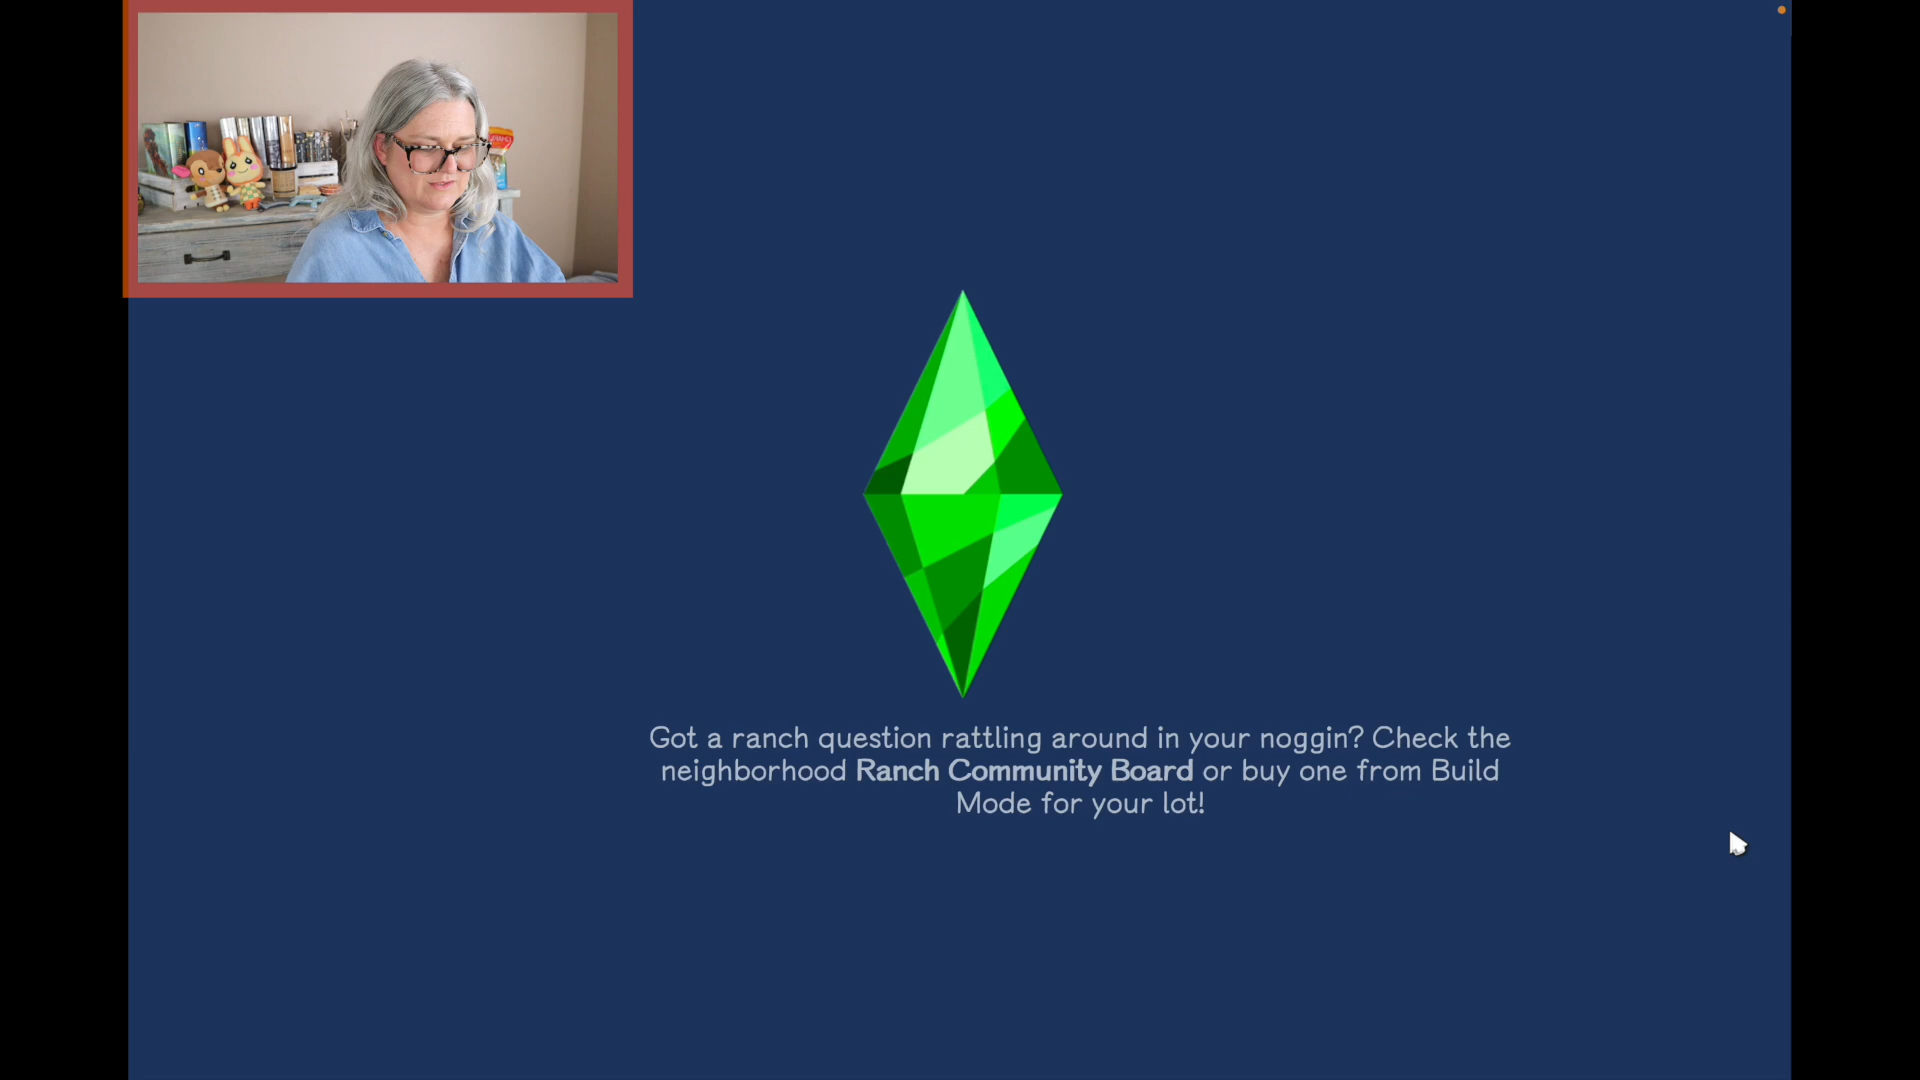 Got a ranch question rattling around in your noggin? Check the
neighborhood Ranch Community Board or buy one from Build
Mode for your lot!